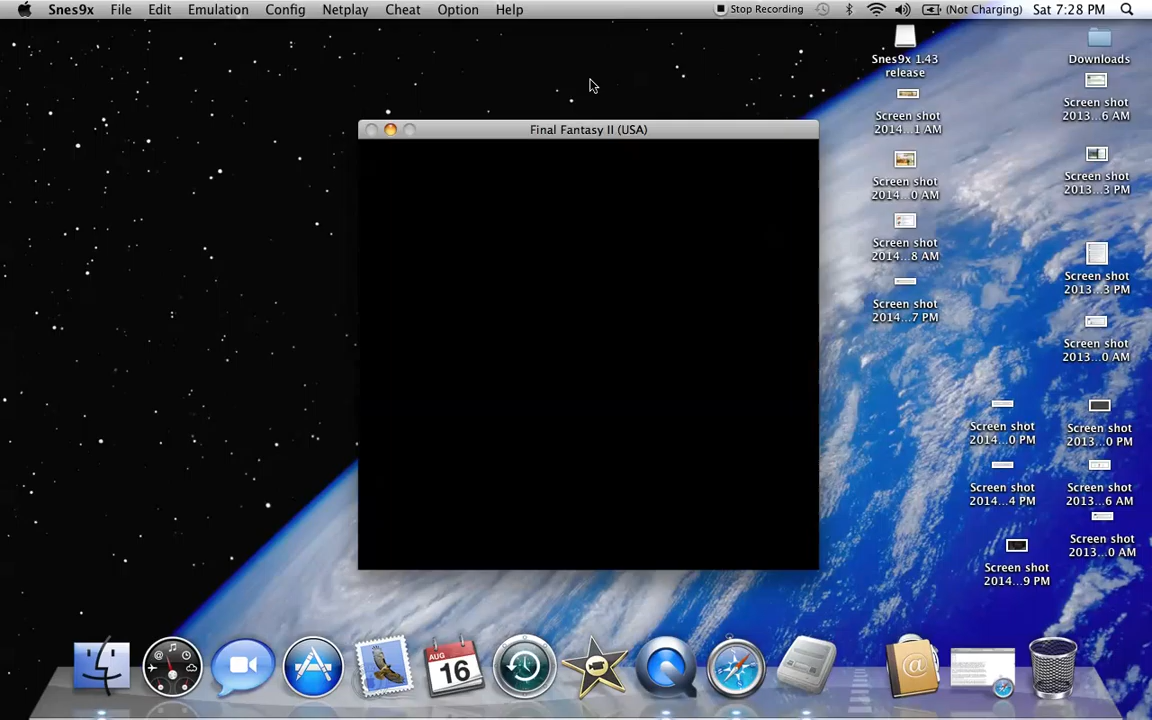 Snes9x File Edit Emulation Config Netplay Cheat Option Help Stop Recording (Not Charging) Sat 7:28 PM
Final Fantasy II (USA)
Snes9x 1.43
release
Screen shot
2014...1 AM
Screen shot
2014...0 AM
Screen shot
2014...8 AM
Screen shot
2014...7 PM
Downloads
Screen shot
2013...6 AM
Screen shot
2013...3 PM
Screen shot
2013...3 PM
Screen shot
2013...0 AM
Screen shot
2014...0 PM
Screen shot
2013...0 PM
Screen shot
2014...4 PM
Screen shot
2013...6 AM
Screen shot
2013...0 AM
Screen shot
2014...9 PM
AUG
16